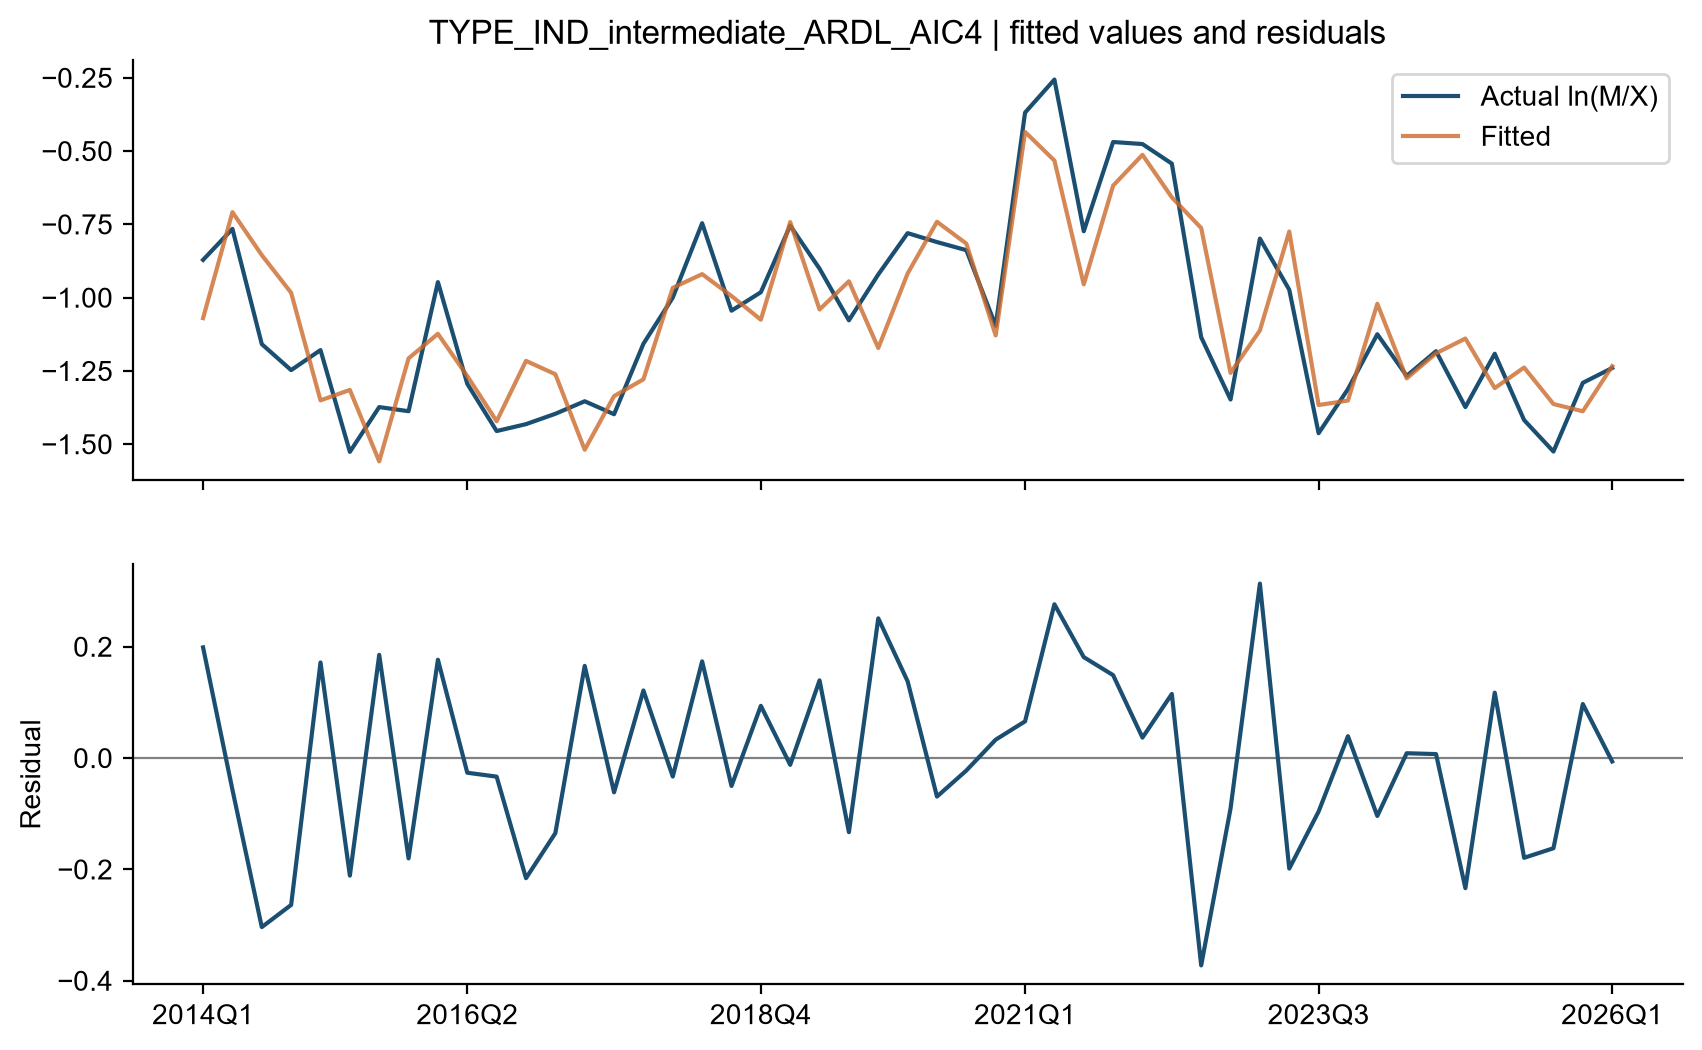 TYPE_IND_intermediate_ARDL_AIC4 | fitted values and residuals
Actual ln(M/X)
Fitted
−0.25
−0.50
−0.75
−1.00
−1.25
−1.50
Residual
0.2
0.0
−0.2
−0.4
2014Q1 2016Q2 2018Q4 2021Q1 2023Q3 2026Q1